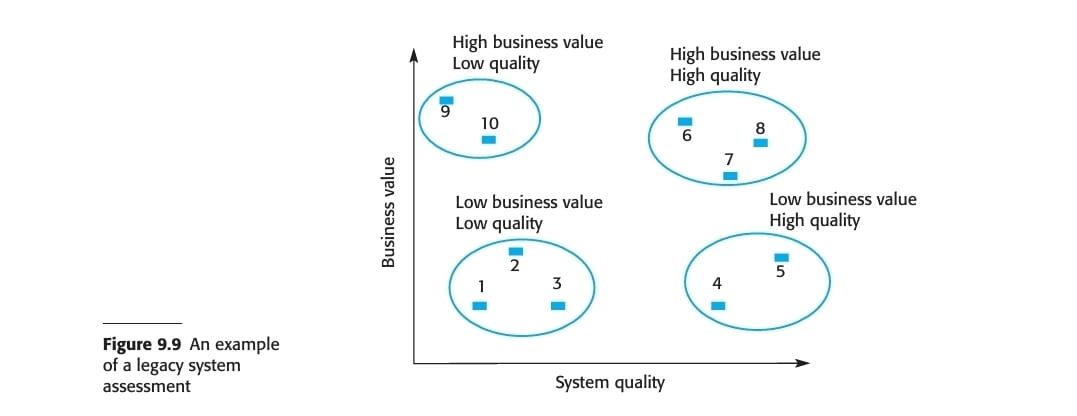 High business value
Low quality
High business value
High quality
9
10
6
8
7
Business value
Low business value
Low quality
Low business value
High quality
2
1
3
4
5
Figure 9.9 An example
of a legacy system
assessment
System quality